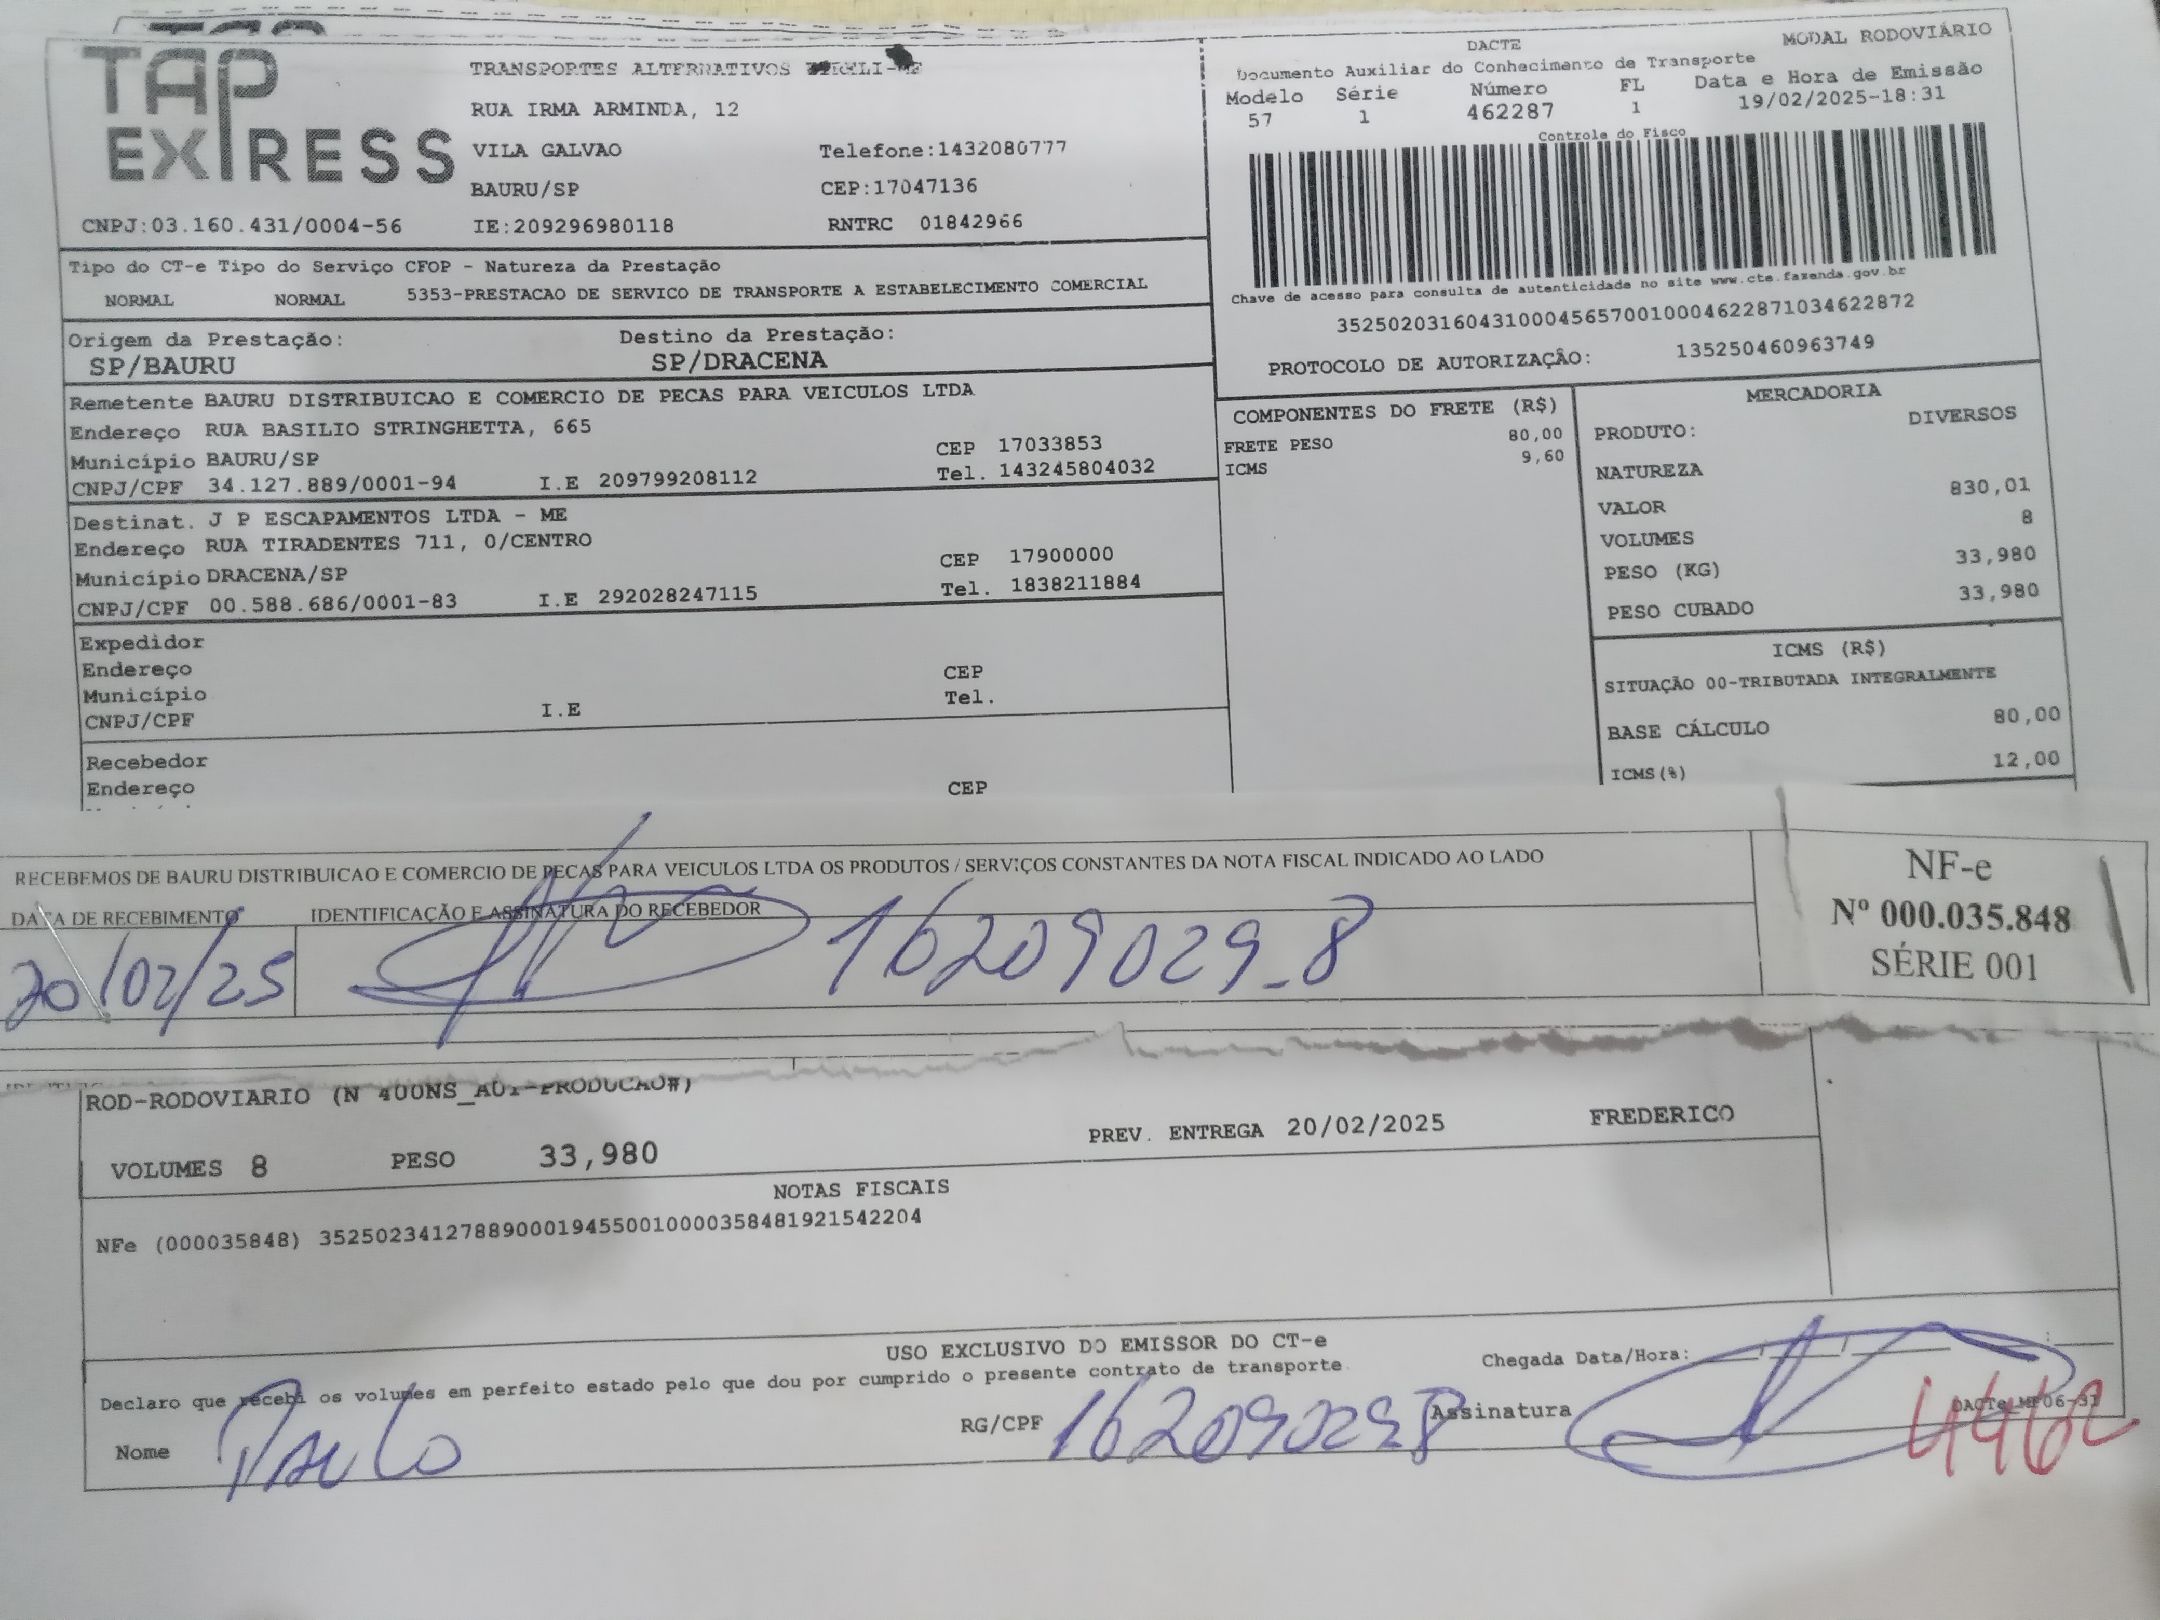 TAP
EXPRESS
TRANSPORTES ALTERNATIVOS EIRELI-ME
RUA IRMA ARMINDA, 12
VILA GALVAO Telefone:1432080777
BAURU/SP CEP:17047136
CNPJ:03.160.431/0004-56 IE:209296980118 RNTRC 01842966
DACTE MODAL RODOVIÁRIO
Documento Auxiliar do Conhecimento de Transporte
Modelo Série Número FL Data e Hora de Emissão
57 1 462287 1 19/02/2025-18:31
Controle do Fisco
Chave de acesso para consulta de autenticidade no site www.cte.fazenda.gov.br
35250203160431000456570010004622871034622872
PROTOCOLO DE AUTORIZAÇÃO: 135250460963749
Tipo do CT-e Tipo do Serviço CFOP - Natureza da Prestação
NORMAL NORMAL 5353-PRESTACAO DE SERVICO DE TRANSPORTE A ESTABELECIMENTO COMERCIAL
Origem da Prestação: Destino da Prestação:
SP/BAURU SP/DRACENA
Remetente BAURU DISTRIBUICAO E COMERCIO DE PECAS PARA VEICULOS LTDA
Endereço RUA BASILIO STRINGHETTA, 665
Município BAURU/SP CEP 17033853
CNPJ/CPF 34.127.889/0001-94 I.E 209799208112 Tel. 143245804032
Destinat. J P ESCAPAMENTOS LTDA - ME
Endereço RUA TIRADENTES 711, 0/CENTRO
Município DRACENA/SP CEP 17900000
CNPJ/CPF 00.588.686/0001-83 I.E 292028247115 Tel. 1838211884
Expedidor
Endereço CEP
Município Tel.
CNPJ/CPF I.E
Recebedor
Endereço CEP
COMPONENTES DO FRETE (R$)
FRETE PESO 80,00
ICMS 9,60
MERCADORIA
PRODUTO: DIVERSOS
NATUREZA
VALOR 830,01
VOLUMES 8
PESO (KG) 33,980
PESO CUBADO 33,980
ICMS (R$)
SITUAÇÃO 00-TRIBUTADA INTEGRALMENTE
BASE CÁLCULO 80,00
ICMS(%) 12,00
RECEBEMOS DE BAURU DISTRIBUICAO E COMERCIO DE PECAS PARA VEICULOS LTDA OS PRODUTOS / SERVIÇOS CONSTANTES DA NOTA FISCAL INDICADO AO LADO
DATA DE RECEBIMENTO IDENTIFICAÇÃO E ASSINATURA DO RECEBEDOR
20/02/25 16209029-8
NF-e
Nº 000.035.848
SÉRIE 001
ROD-RODOVIARIO
VOLUMES 8 PESO 33,980 PREV. ENTREGA 20/02/2025 FREDERICO
NOTAS FISCAIS
NFe (000035848) 35250234127889000194550010000358481921542204
USO EXCLUSIVO DO EMISSOR DO CT-e
Declaro que recebi os volumes em perfeito estado pelo que dou por cumprido o presente contrato de transporte.
Chegada Data/Hora:
Nome Paulo RG/CPF 162090298 Assinatura
4462